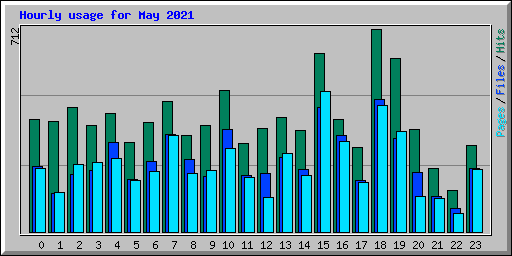 Hourly usage for May 2021
712
Pages / Files / Hits
0 1 2 3 4 5 6 7 8 9 10 11 12 13 14 15 16 17 18 19 20 21 22 23